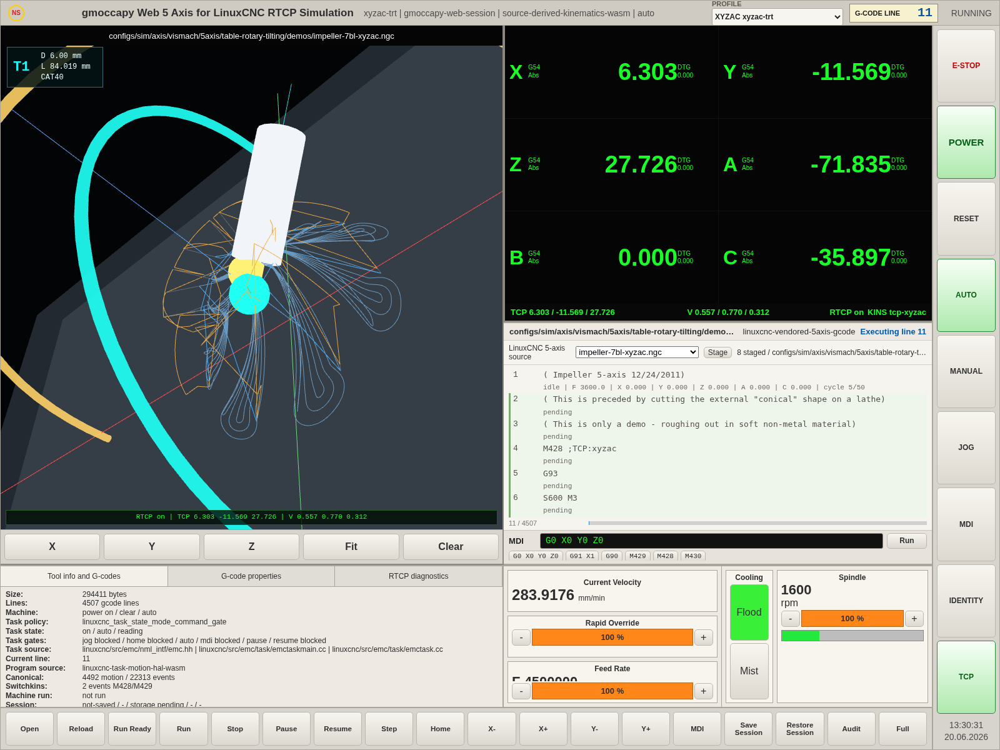 NS
gmoccapy Web 5 Axis for LinuxCNC RTCP Simulation
xyzac-trt | gmoccapy-web-session | source-derived-kinematics-wasm | auto
PROFILE
XYZAC xyzac-trt
G-CODE LINE 11
RUNNING
configs/sim/axis/vismach/5axis/table-rotary-tilting/demos/impeller-7bl-xyzac.ngc
T1
D 6.00 mm
L 84.019 mm
CAT40
RTCP on | TCP 6.303 -11.569 27.726 | V 0.557 0.770 0.312
X
Y
Z
Fit
Clear
X G54 Abs 6.303 DTG 0.000
Y G54 Abs -11.569 DTG 0.000
Z G54 Abs 27.726 DTG 0.000
A G54 Abs -71.835 DTG 0.000
B G54 Abs 0.000 DTG 0.000
C G54 Abs -35.897 DTG 0.000
TCP 6.303 / -11.569 / 27.726
V 0.557 / 0.770 / 0.312
RTCP on KINS tcp-xyzac
configs/sim/axis/vismach/5axis/table-rotary-tilting/demo…
linuxcnc-vendored-5axis-gcode
Executing line 11
LinuxCNC 5-axis source
impeller-7bl-xyzac.ngc
Stage
8 staged / configs/sim/axis/vismach/5axis/table-rotary-t…
1 ( Impeller 5-axis 12/24/2011)
idle | F 3600.0 | X 0.000 | Y 0.000 | Z 0.000 | A 0.000 | C 0.000 | cycle 5/50
2 ( This is preceded by cutting the external "conical" shape on a lathe)
pending
3 ( This is only a demo - roughing out in soft non-metal material)
pending
4 M428 ;TCP:xyzac
pending
5 G93
pending
6 S600 M3
pending
11 / 4507
MDI
G0 X0 Y0 Z0
Run
G0 X0 Y0 Z0
G91 X1
G90
M429
M428
M430
Tool info and G-codes
G-code properties
RTCP diagnostics
Size: 294411 bytes
Lines: 4507 gcode lines
Machine: power on / clear / auto
Task policy: linuxcnc_task_state_mode_command_gate
Task state: on / auto / reading
Task gates: jog blocked / home blocked / auto / mdi blocked / pause / resume blocked
Task source: linuxcnc/src/emc/nml_intf/emc.hh | linuxcnc/src/emc/task/emctaskmain.cc | linuxcnc/src/emc/task/emctask.cc
Current line: 11
Program source: linuxcnc-task-motion-hal-wasm
Canonical: 4492 motion / 22313 events
Switchkins: 2 events M428/M429
Machine run: not run
Session: not-saved / - / storage pending / - / -
Current Velocity
283.9176 mm/min
Rapid Override
-
100 %
+
Feed Rate
F 4500000
-
100 %
+
Cooling
Flood
Mist
Spindle
1600
rpm
-
100 %
+
E-STOP
POWER
RESET
AUTO
MANUAL
JOG
MDI
IDENTITY
TCP
13:30:31
20.06.2026
Open
Reload
Run Ready
Run
Stop
Pause
Resume
Step
Home
X-
X+
Y-
Y+
MDI
Save Session
Restore Session
Audit
Full